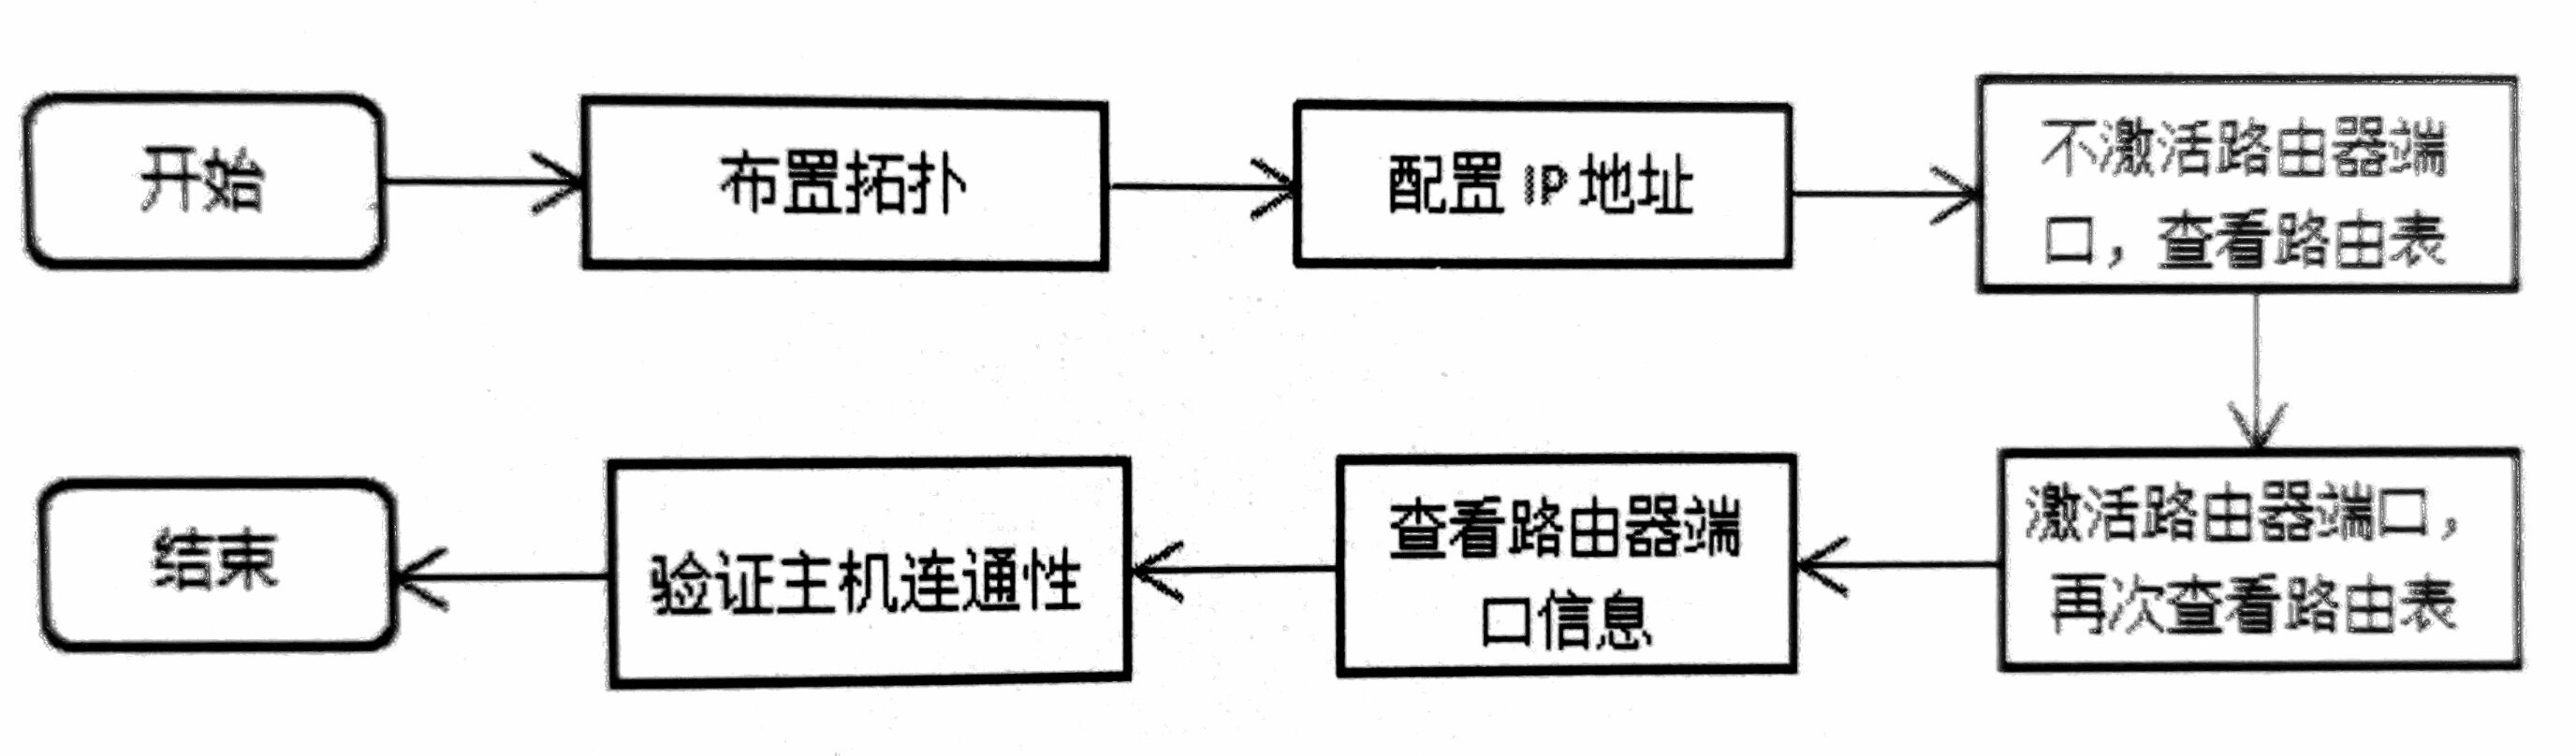 开始
布置拓扑
配置 IP 地址
不激活路由器端
口，查看路由表
激活路由器端口，
再次查看路由表
查看路由器端
口信息
验证主机连通性
结束